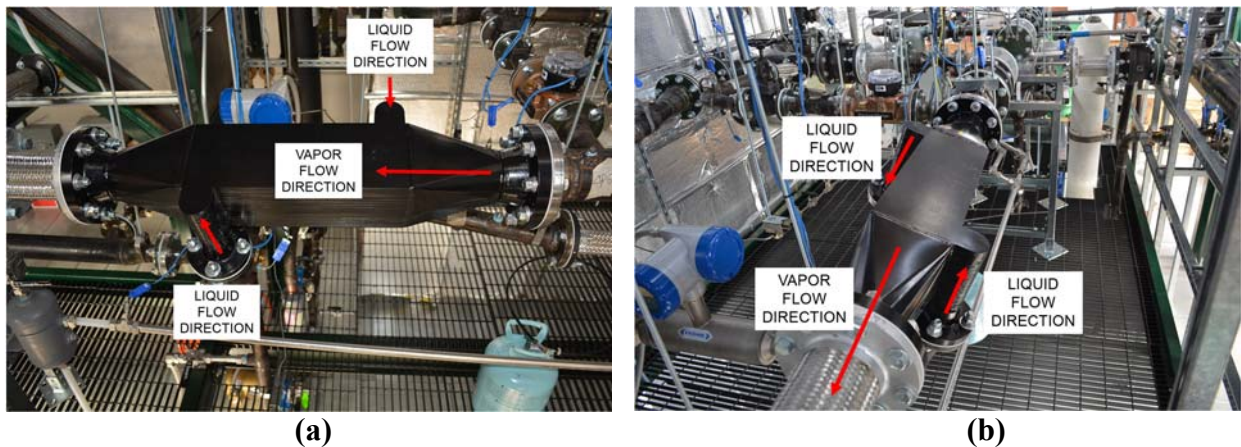 LIQUID
FLOW
DIRECTION
VAPOR
FLOW
DIRECTION
LIQUID
FLOW
DIRECTION
(a)
LIQUID
FLOW
DIRECTION
VAPOR
FLOW
DIRECTION
LIQUID
FLOW
DIRECTION
(b)